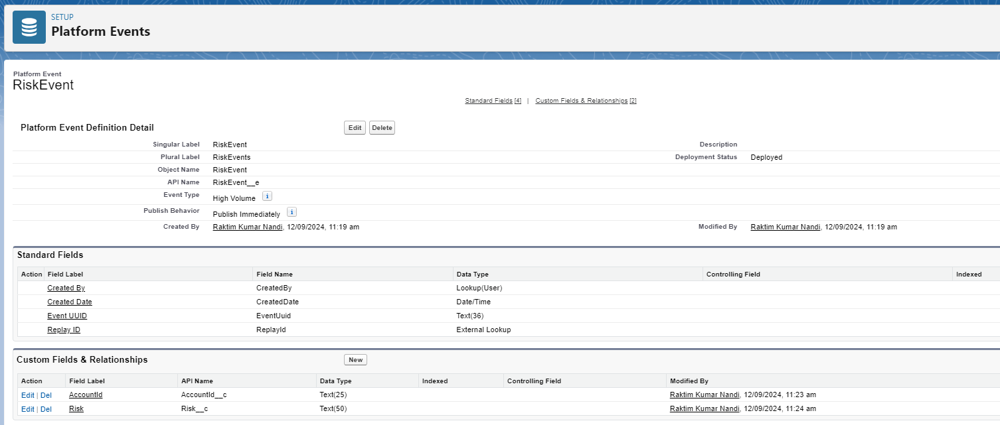 SETUP
Platform Events
Platform Event
RiskEvent
Standard Fields [4] | Custom Fields & Relationships [2]
Platform Event Definition Detail Edit Delete
Singular Label RiskEvent Description
Plural Label RiskEvents Deployment Status Deployed
Object Name RiskEvent
API Name RiskEvent__e
Event Type High Volume i
Publish Behavior Publish Immediately i
Created By Raktim Kumar Nandi, 12/09/2024, 11:19 am Modified By Raktim Kumar Nandi, 12/09/2024, 11:19 am
Standard Fields
Action Field Label Field Name Data Type Controlling Field Indexed
Created By CreatedBy Lookup(User)
Created Date CreatedDate Date/Time
Event UUID EventUuid Text(36)
Replay ID ReplayId External Lookup
Custom Fields & Relationships New
Action Field Label API Name Data Type Indexed Controlling Field Modified By
Edit | Del AccountId AccountId__c Text(25) Raktim Kumar Nandi, 12/09/2024, 11:23 am
Edit | Del Risk Risk__c Text(50) Raktim Kumar Nandi, 12/09/2024, 11:24 am